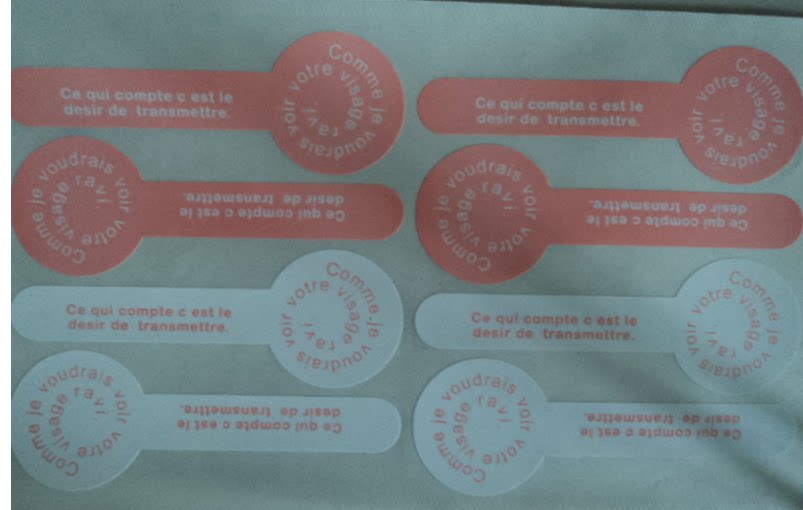 Ce qui compte c est le
desir de transmettre.
Comme je voudrais voir votre visage ravi.
Ce qui compte c est le
desir de transmettre.
Comme je voudrais voir votre visage ravi.
Comme je voudrais voir votre visage ravi.
Ce qui compte c est le
desir de transmettre.
Comme je voudrais voir votre visage ravi.
Ce qui compte c est le
desir de transmettre.
Ce qui compte c est le
desir de transmettre.
Comme je voudrais voir votre visage ravi.
Ce qui compte c est le
desir de transmettre.
Comme je voudrais voir votre visage ravi.
Comme je voudrais voir votre visage ravi.
Ce qui compte c est le
desir de transmettre.
Comme je voudrais voir votre visage ravi.
Ce qui compte c est le
desir de transmettre.